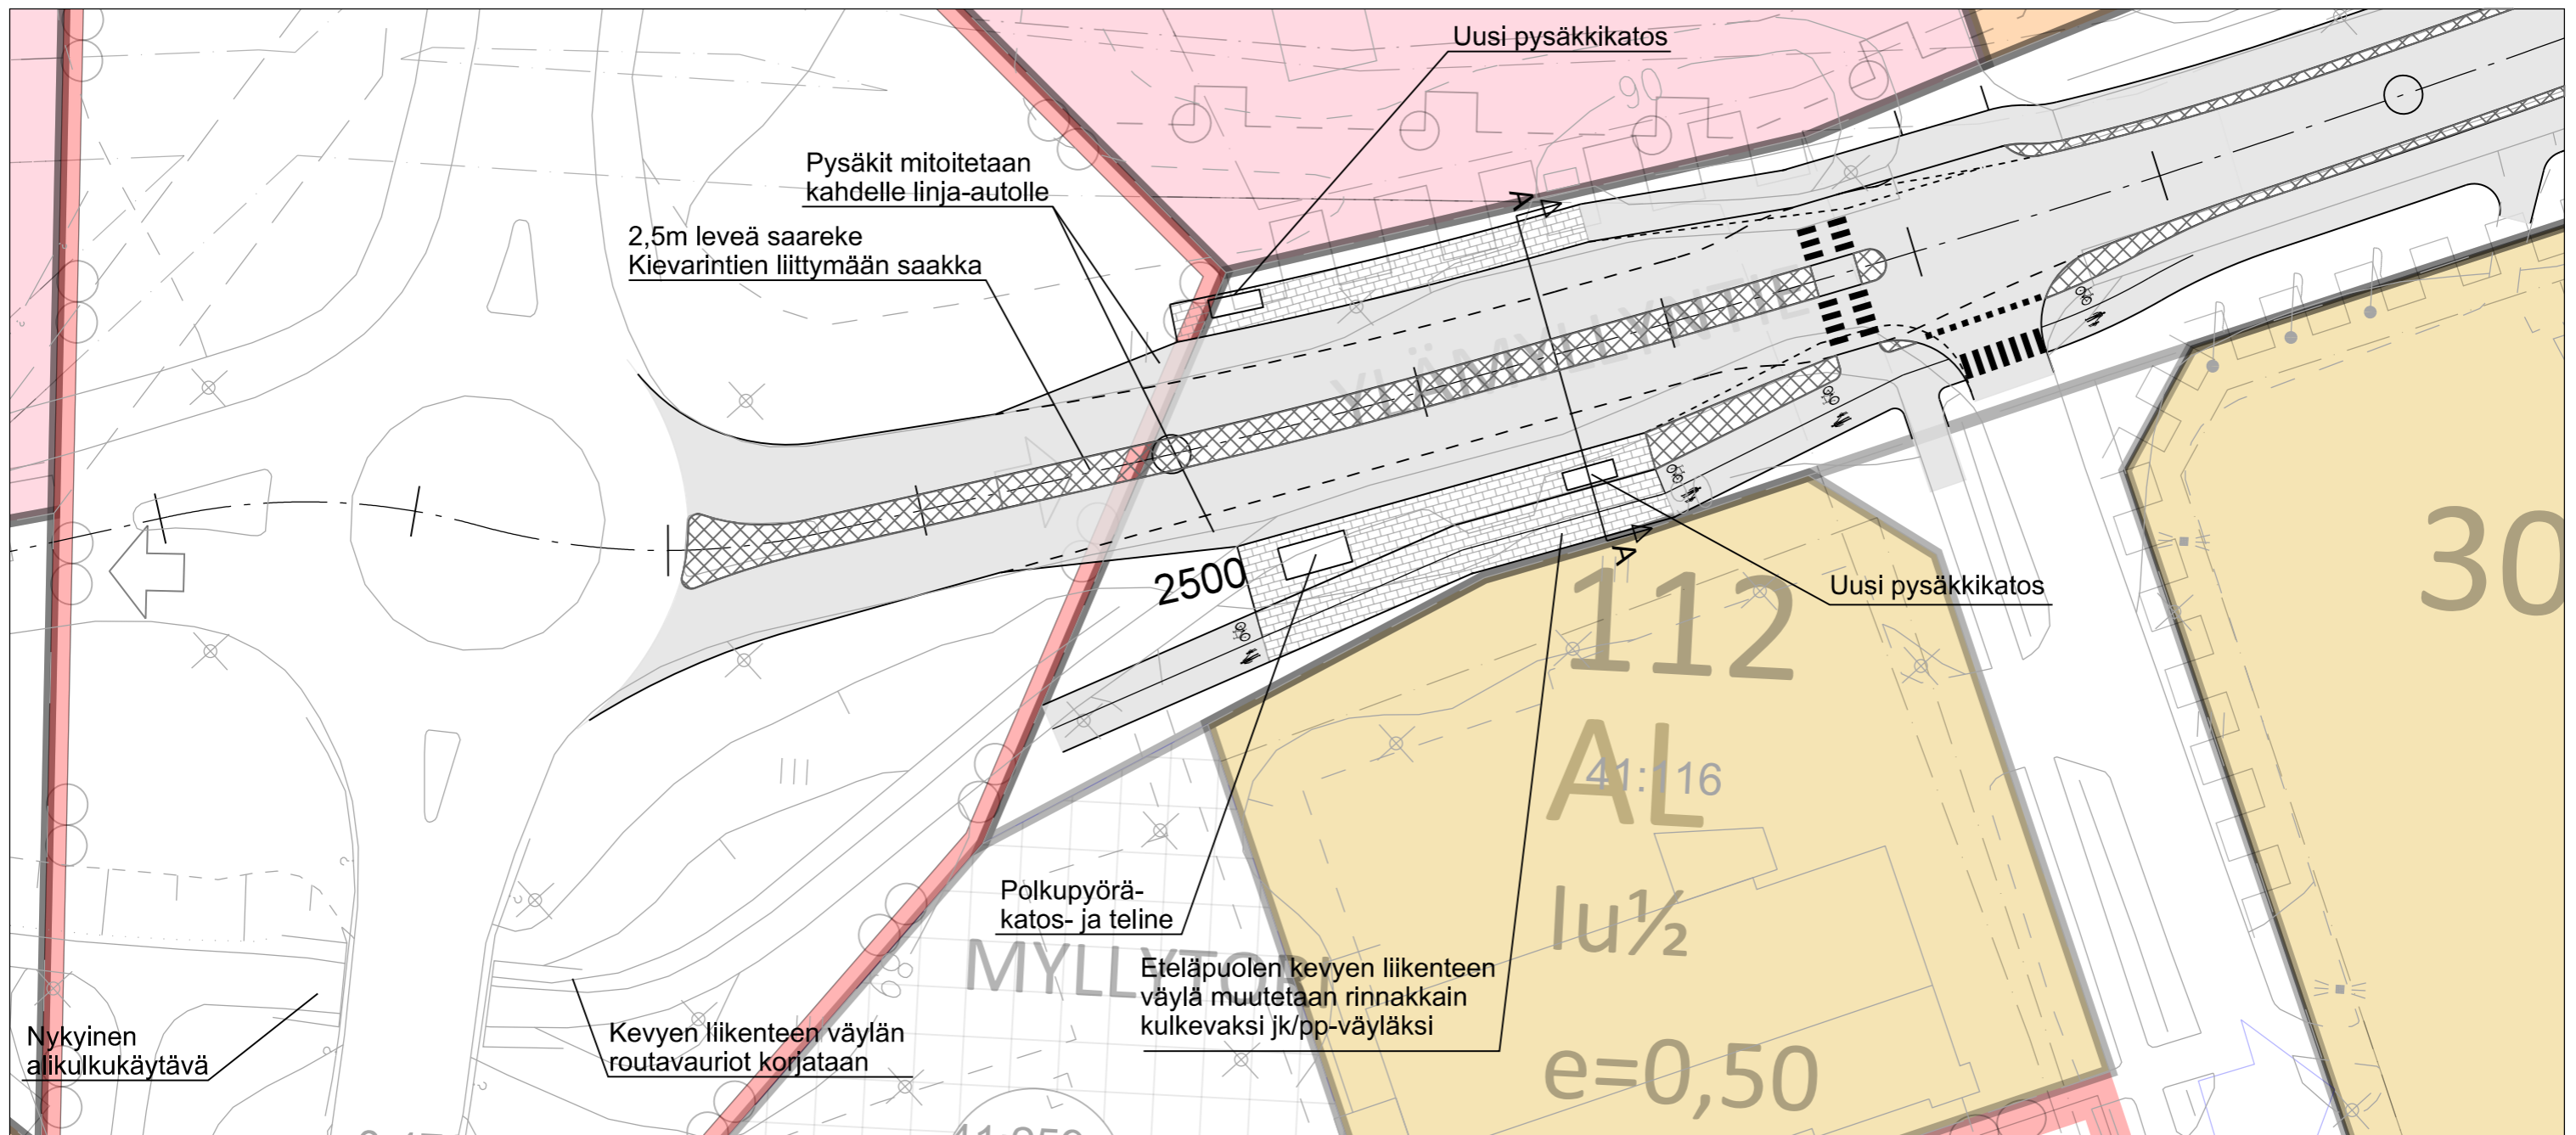 Uusi pysäkkikatos
90
Pysäkit mitoitetaan
kahdelle linja-autolle
2,5m leveä saareke
Kievarintien liittymään saakka
A
YLÄMYLLYNTIE
A
2500
Uusi pysäkkikatos
112
AL
41:116
lu½
e=0,50
30
Polkupyörä-
katos- ja teline
MYLLYTORI
Eteläpuolen kevyen liikenteen
väylä muutetaan rinnakkain
kulkevaksi jk/pp-väyläksi
Nykyinen
alikulkukäytävä
Kevyen liikenteen väylän
routavauriot korjataan